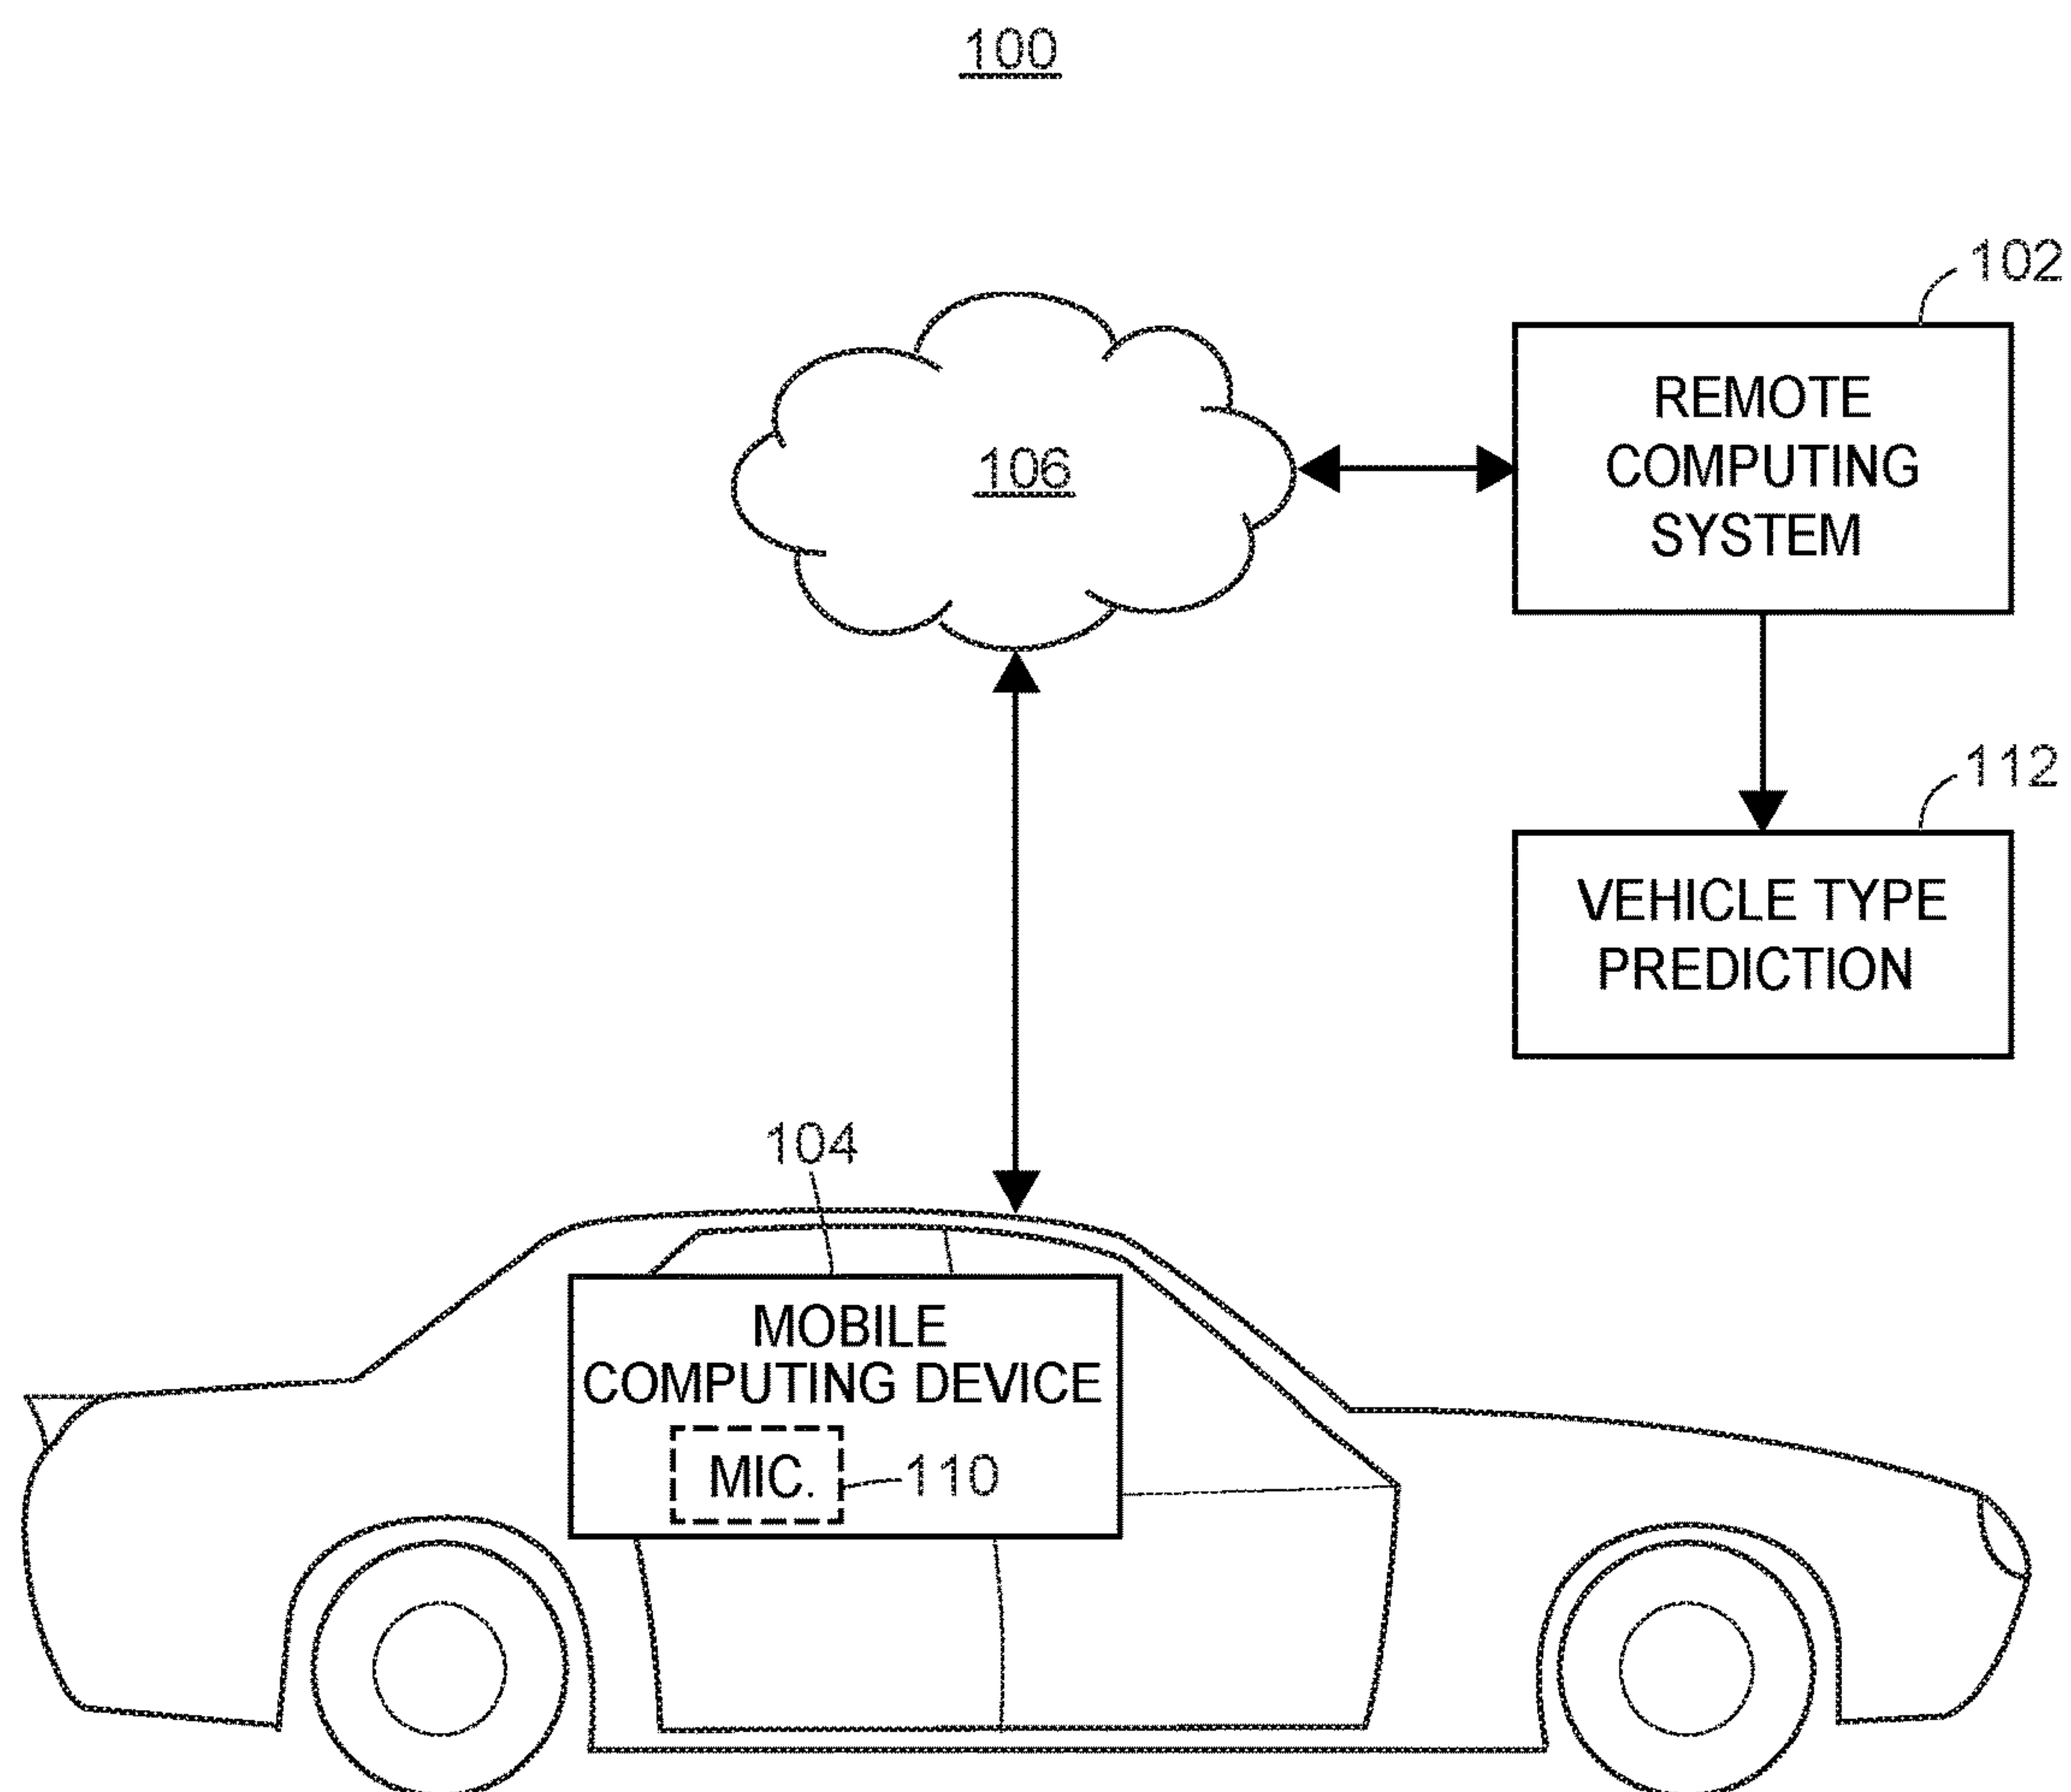 100
102
REMOTE
COMPUTING
SYSTEM
106
112
VEHICLE TYPE
PREDICTION
104
MOBILE
COMPUTING DEVICE
MIC.
110